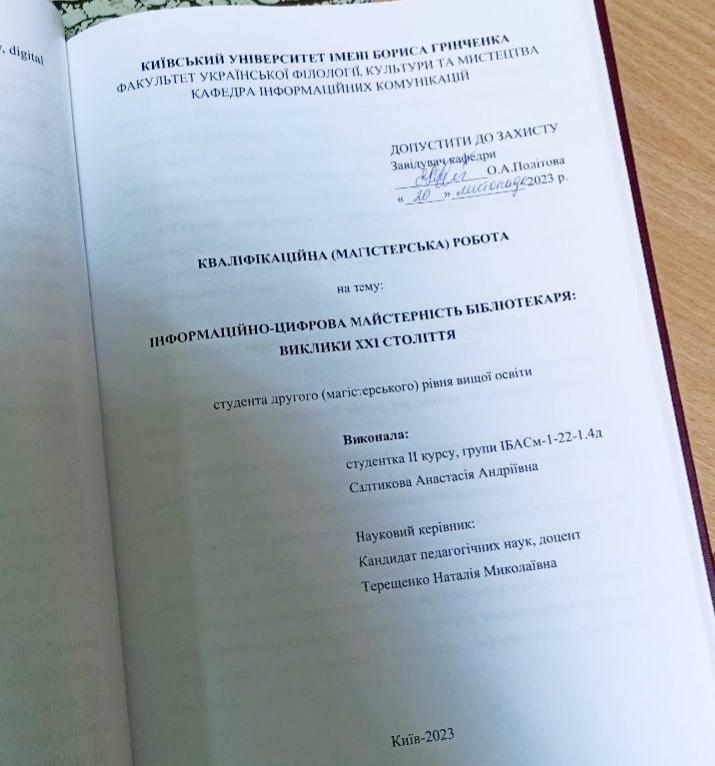 , digital
КИЇВСЬКИЙ УНІВЕРСИТЕТ ІМЕНІ БОРИСА ГРІНЧЕНКА
ФАКУЛЬТЕТ УКРАЇНСЬКОЇ ФІЛОЛОГІЇ, КУЛЬТУРИ ТА МИСТЕЦТВА
КАФЕДРА ІНФОРМАЦІЙНИХ КОМУНІКАЦІЙ
ДОПУСТИТИ ДО ЗАХИСТУ
Завідувач кафедри
О.А.Політова
« 20 » листопада 2023 р.
КВАЛІФІКАЦІЙНА (МАГІСТЕРСЬКА) РОБОТА
на тему:
ІНФОРМАЦІЙНО-ЦИФРОВА МАЙСТЕРНІСТЬ БІБЛІОТЕКАРЯ:
ВИКЛИКИ ХХІ СТОЛІТТЯ
студента другого (магістерського) рівня вищої освіти
Виконала:
студентка ІІ курсу, групи ІБАСм-1-22-1.4д
Салтикова Анастасія Андріївна
Науковий керівник:
Кандидат педагогічних наук, доцент
Терещенко Наталія Миколаївна
Київ-2023